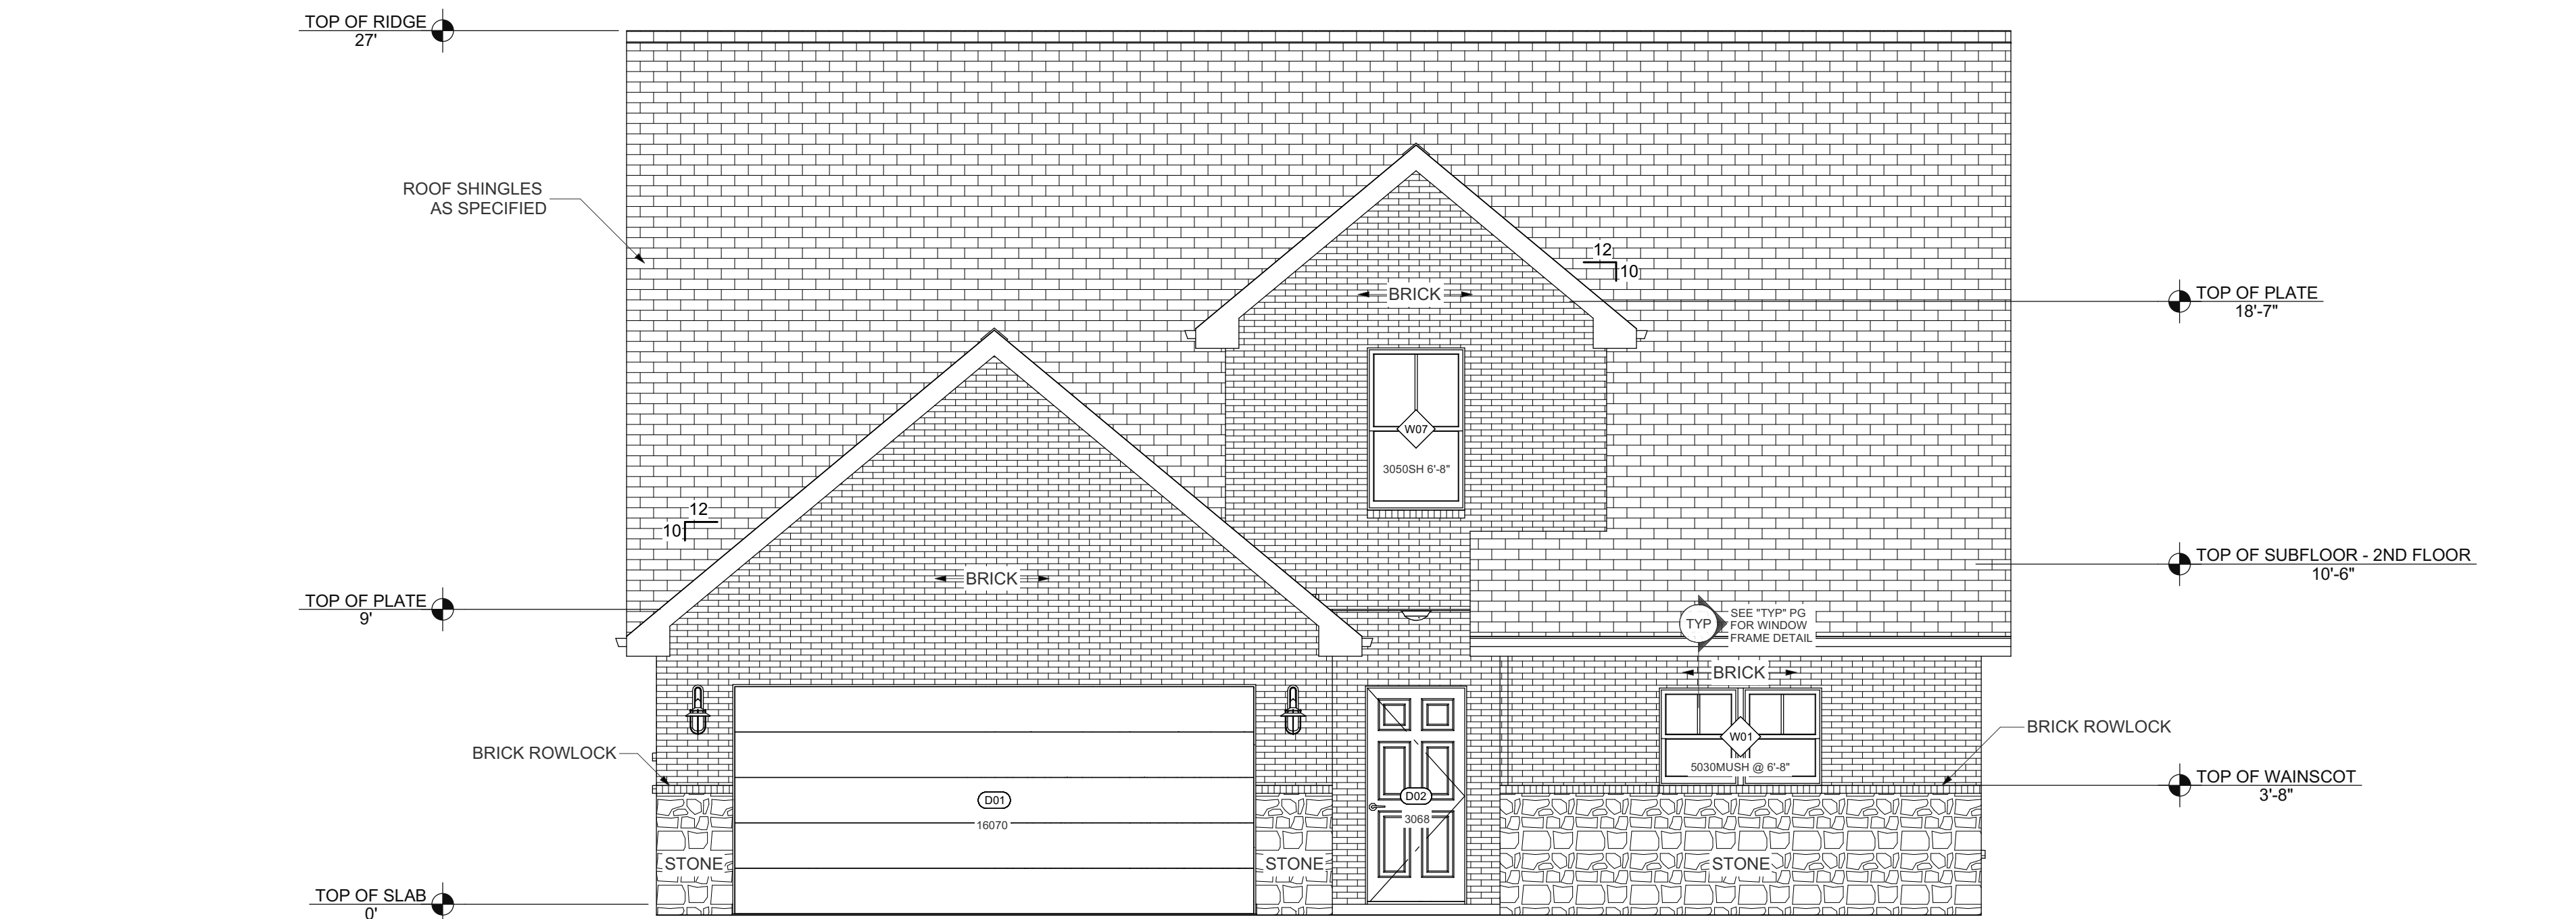 TOP OF RIDGE
27'
ROOF SHINGLES
AS SPECIFIED
12
10
BRICK
TOP OF PLATE
18'-7"
W07
3050SH 6'-8"
12
10
BRICK
TOP OF SUBFLOOR - 2ND FLOOR
10'-6"
TOP OF PLATE
9'
TYP
SEE "TYP" PG
FOR WINDOW
FRAME DETAIL
BRICK
BRICK ROWLOCK
BRICK ROWLOCK
W01
5030MUSH @ 6'-8"
TOP OF WAINSCOT
3'-8"
D01
16070
D02
3068
STONE
STONE
STONE
TOP OF SLAB
0'